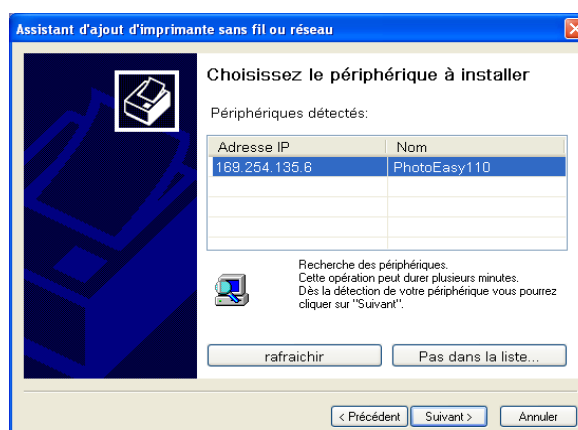 Assistant d'ajout d'imprimante sans fil ou réseau
Choisissez le périphérique à installer
Périphériques détectés:
Adresse IP Nom
169.254.135.6 PhotoEasy110
Recherche des périphériques.
Cette opération peut durer plusieurs minutes.
Dès la détection de votre périphérique vous pourrez
cliquer sur "Suivant".
rafraichir Pas dans la liste...
< Précédent Suivant > Annuler